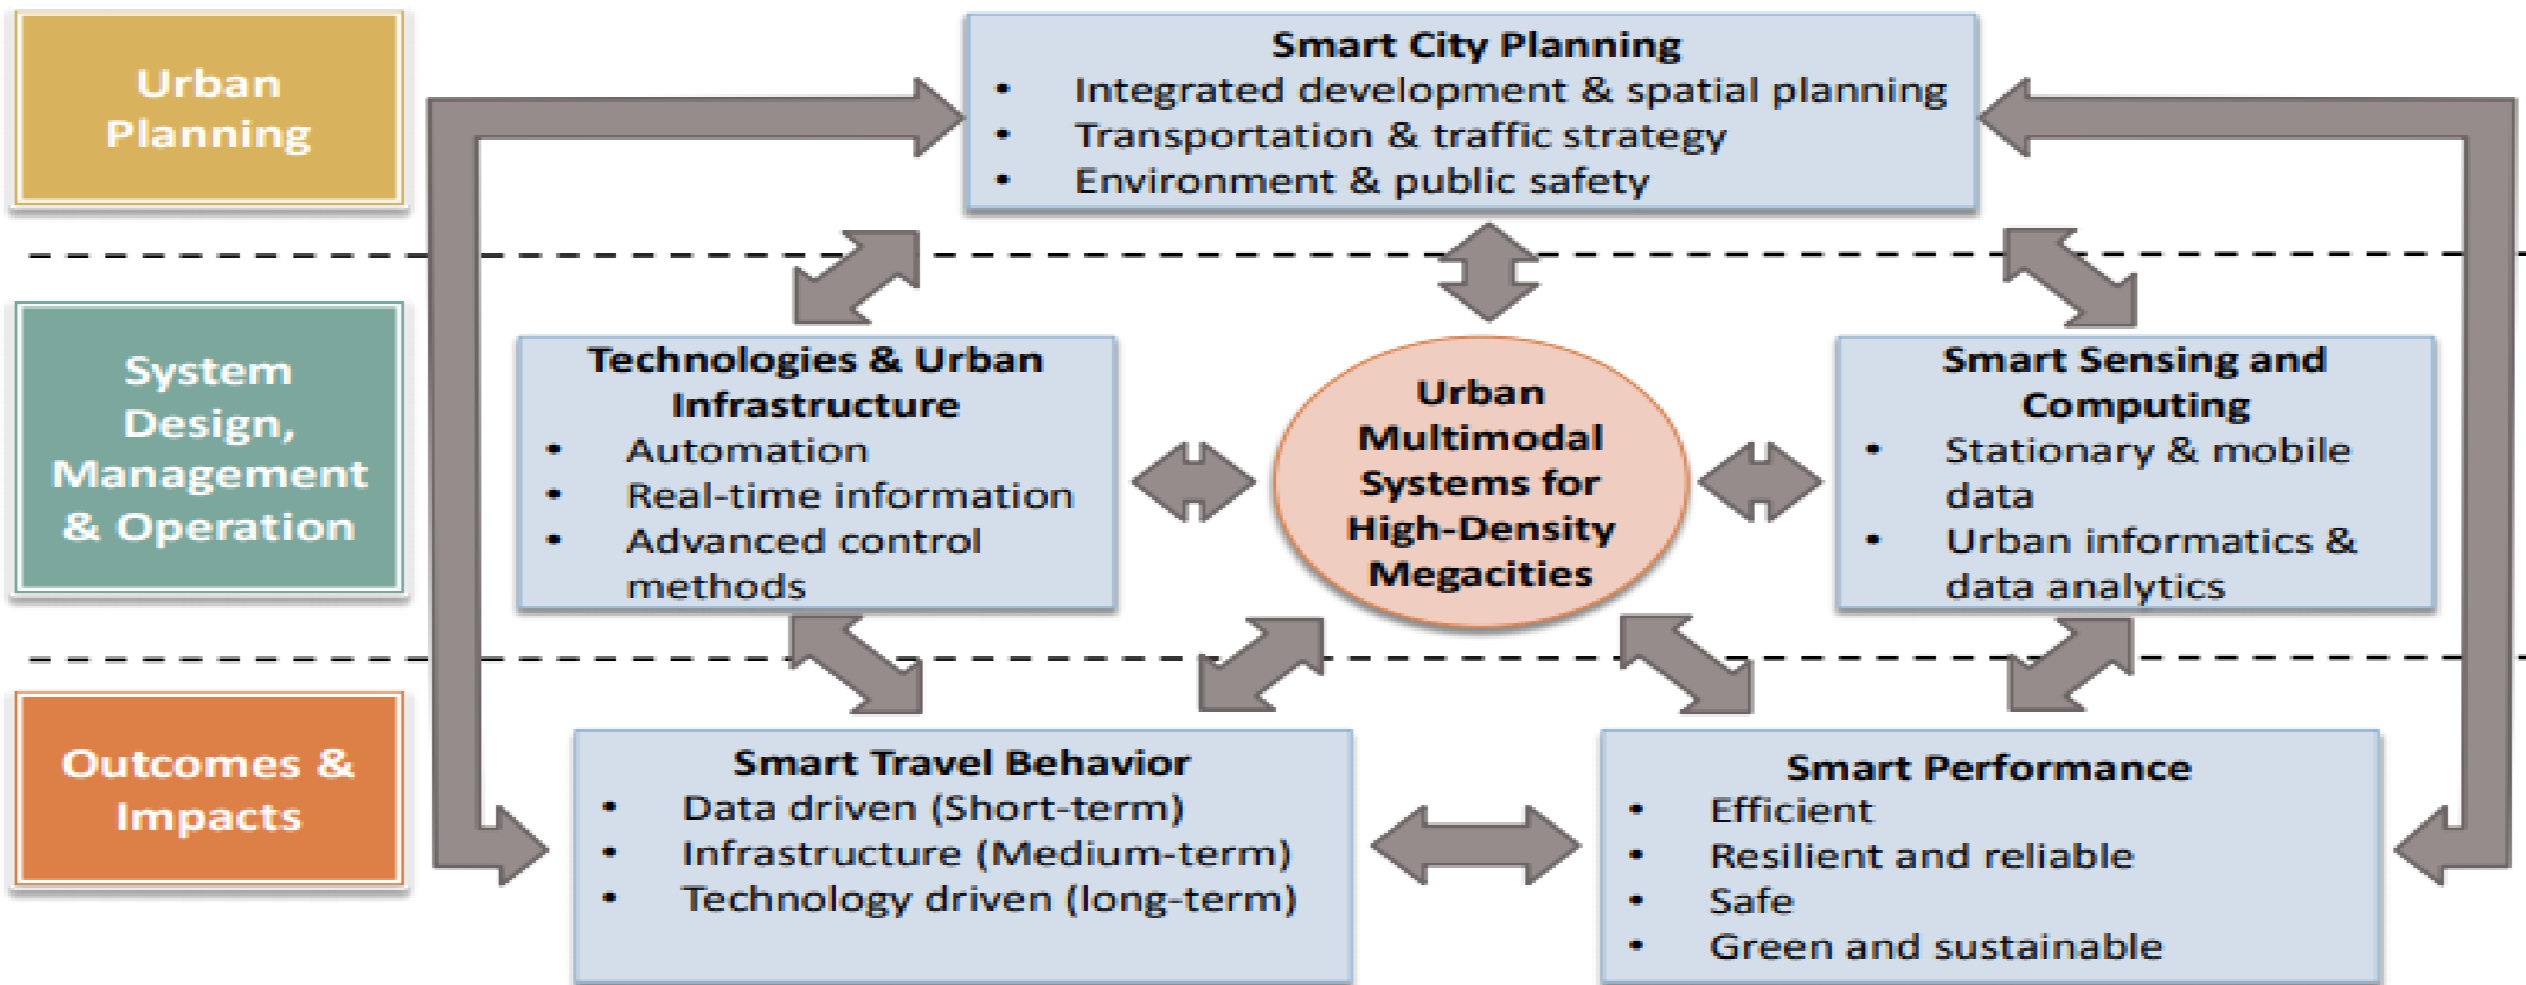 Urban
Planning
Smart City Planning
• Integrated development & spatial planning
• Transportation & traffic strategy
• Environment & public safety
System
Design,
Management
& Operation
Technologies & Urban
Infrastructure
• Automation
• Real-time information
• Advanced control
methods
Urban
Multimodal
Systems for
High-Density
Megacities
Smart Sensing and
Computing
• Stationary & mobile
data
• Urban informatics &
data analytics
Outcomes &
Impacts
Smart Travel Behavior
• Data driven (Short-term)
• Infrastructure (Medium-term)
• Technology driven (long-term)
Smart Performance
• Efficient
• Resilient and reliable
• Safe
• Green and sustainable